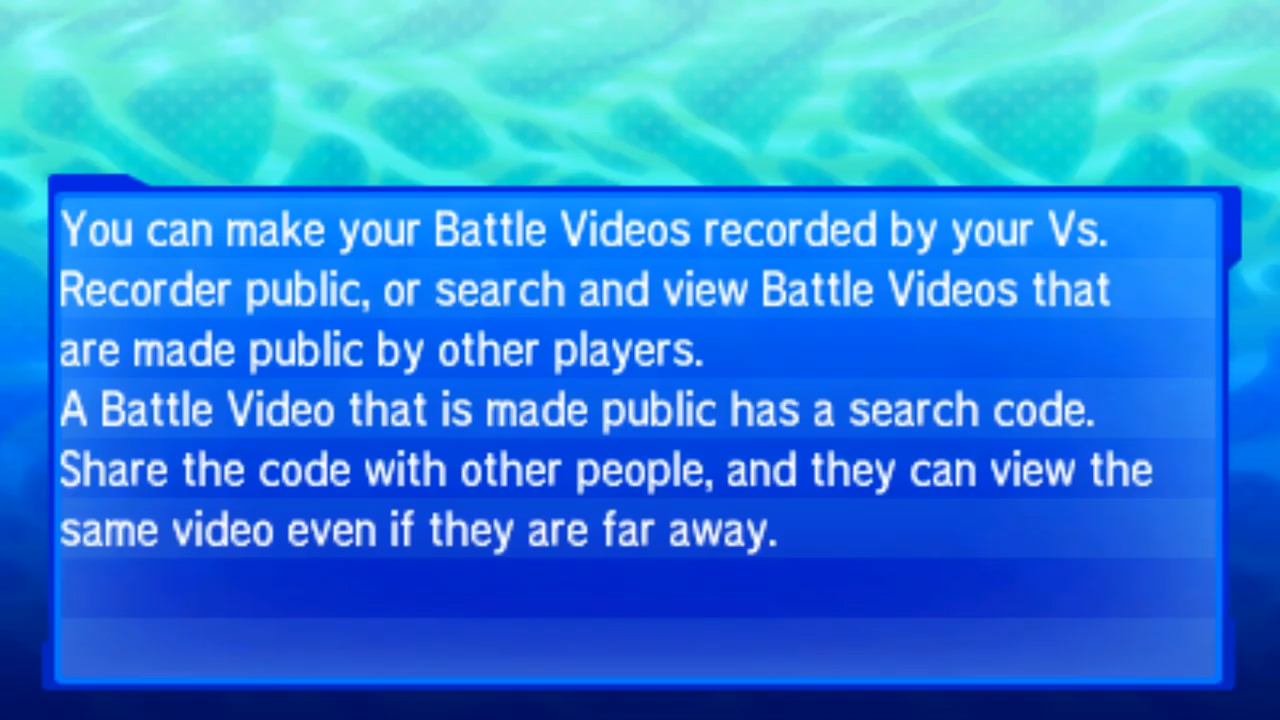 You can make your Battle Videos recorded by your Vs.
Recorder public, or search and view Battle Videos that
are made public by other players.
A Battle Video that is made public has a search code.
Share the code with other people, and they can view the
same video even if they are far away.